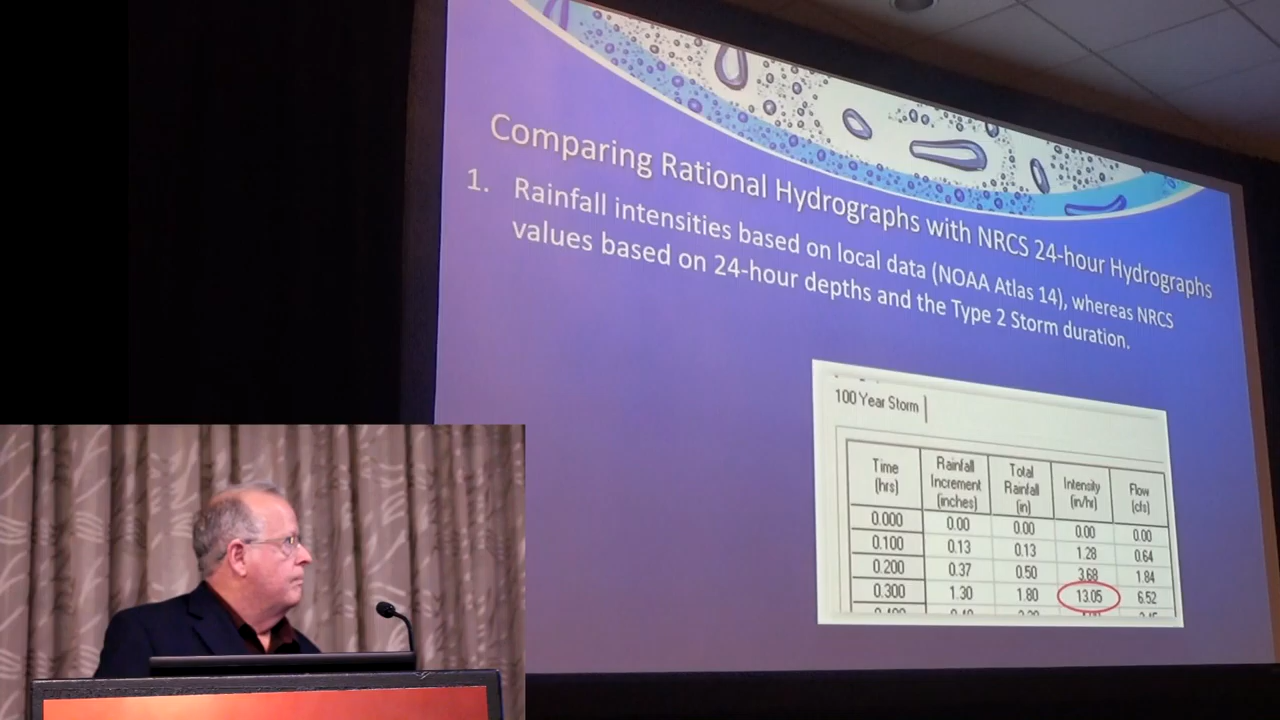 Comparing Rational Hydrographs with NRCS 24-hour Hydrographs
1. Rainfall intensities based on local data (NOAA Atlas 14), whereas NRCS
values based on 24-hour depths and the Type 2 Storm duration.
100 Year Storm
Time (hrs) Rainfall Increment (inches) Total Rainfall (in) Intensity (in/hr) Flow (cfs)
0.000 0.00 0.00 0.00 0.00
0.100 0.13 0.13 1.28 0.64
0.200 0.37 0.50 3.68 1.84
0.300 1.30 1.80 13.05 6.52